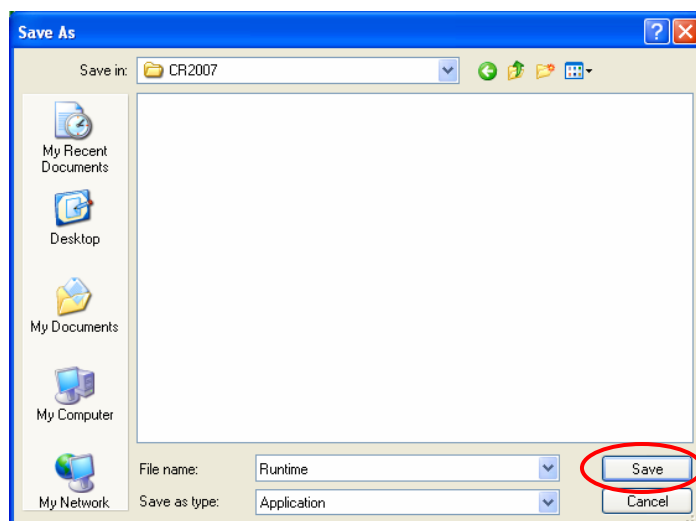 Save As
Save in: CR2007
My Recent
Documents
Desktop
My Documents
My Computer
My Network
File name: Runtime Save
Save as type: Application Cancel